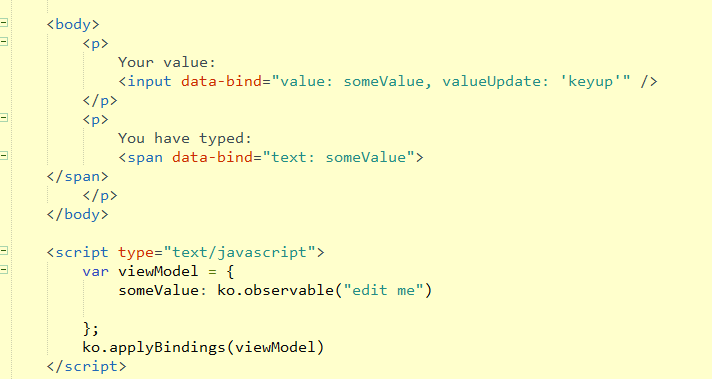 <body>
<p>
Your value:
<input data-bind="value: someValue, valueUpdate: 'keyup'" />
</p>
<p>
You have typed:
<span data-bind="text: someValue">
</span>
</p>
</body>
<script type="text/javascript">
var viewModel = {
someValue: ko.observable("edit me")
};
ko.applyBindings(viewModel)
</script>